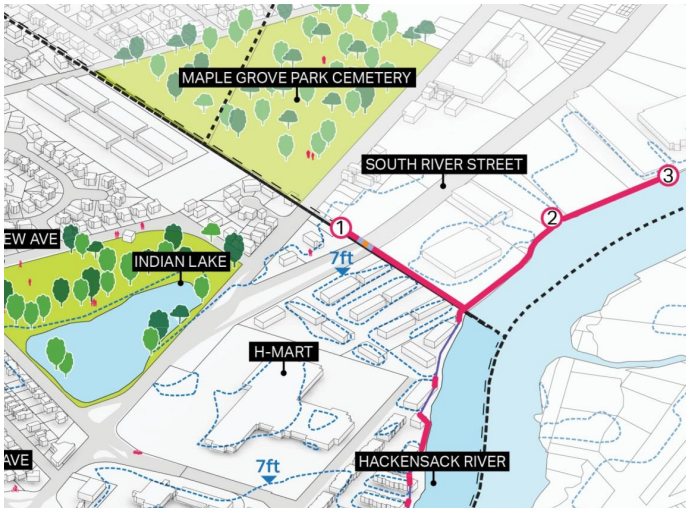 MAPLE GROVE PARK CEMETERY
SOUTH RIVER STREET
3
2
1
EW AVE
INDIAN LAKE
7ft
H-MART
AVE
7ft
HACKENSACK RIVER